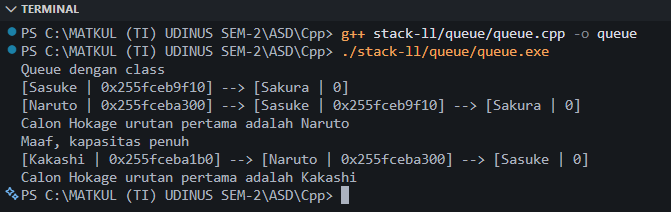 TERMINAL
PS C:\MATKUL (TI) UDINUS SEM-2\ASD\Cpp> g++ stack-ll/queue/queue.cpp -o queue
PS C:\MATKUL (TI) UDINUS SEM-2\ASD\Cpp> ./stack-ll/queue/queue.exe
Queue dengan class
[Sasuke | 0x255fceb9f10] --> [Sakura | 0]
[Naruto | 0x255fceba300] --> [Sasuke | 0x255fceb9f10] --> [Sakura | 0]
Calon Hokage urutan pertama adalah Naruto
Maaf, kapasitas penuh
[Kakashi | 0x255fceba1b0] --> [Naruto | 0x255fceba300] --> [Sasuke | 0]
Calon Hokage urutan pertama adalah Kakashi
PS C:\MATKUL (TI) UDINUS SEM-2\ASD\Cpp>